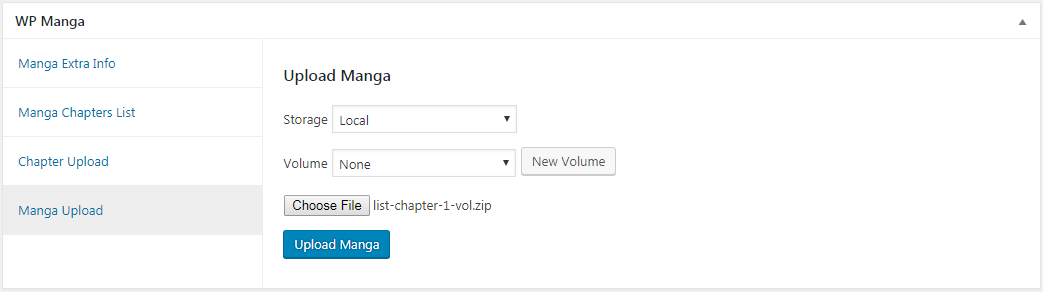 WP Manga
Manga Extra Info
Manga Chapters List
Chapter Upload
Manga Upload
Upload Manga
Storage Local
Volume None New Volume
Choose File list-chapter-1-vol.zip
Upload Manga